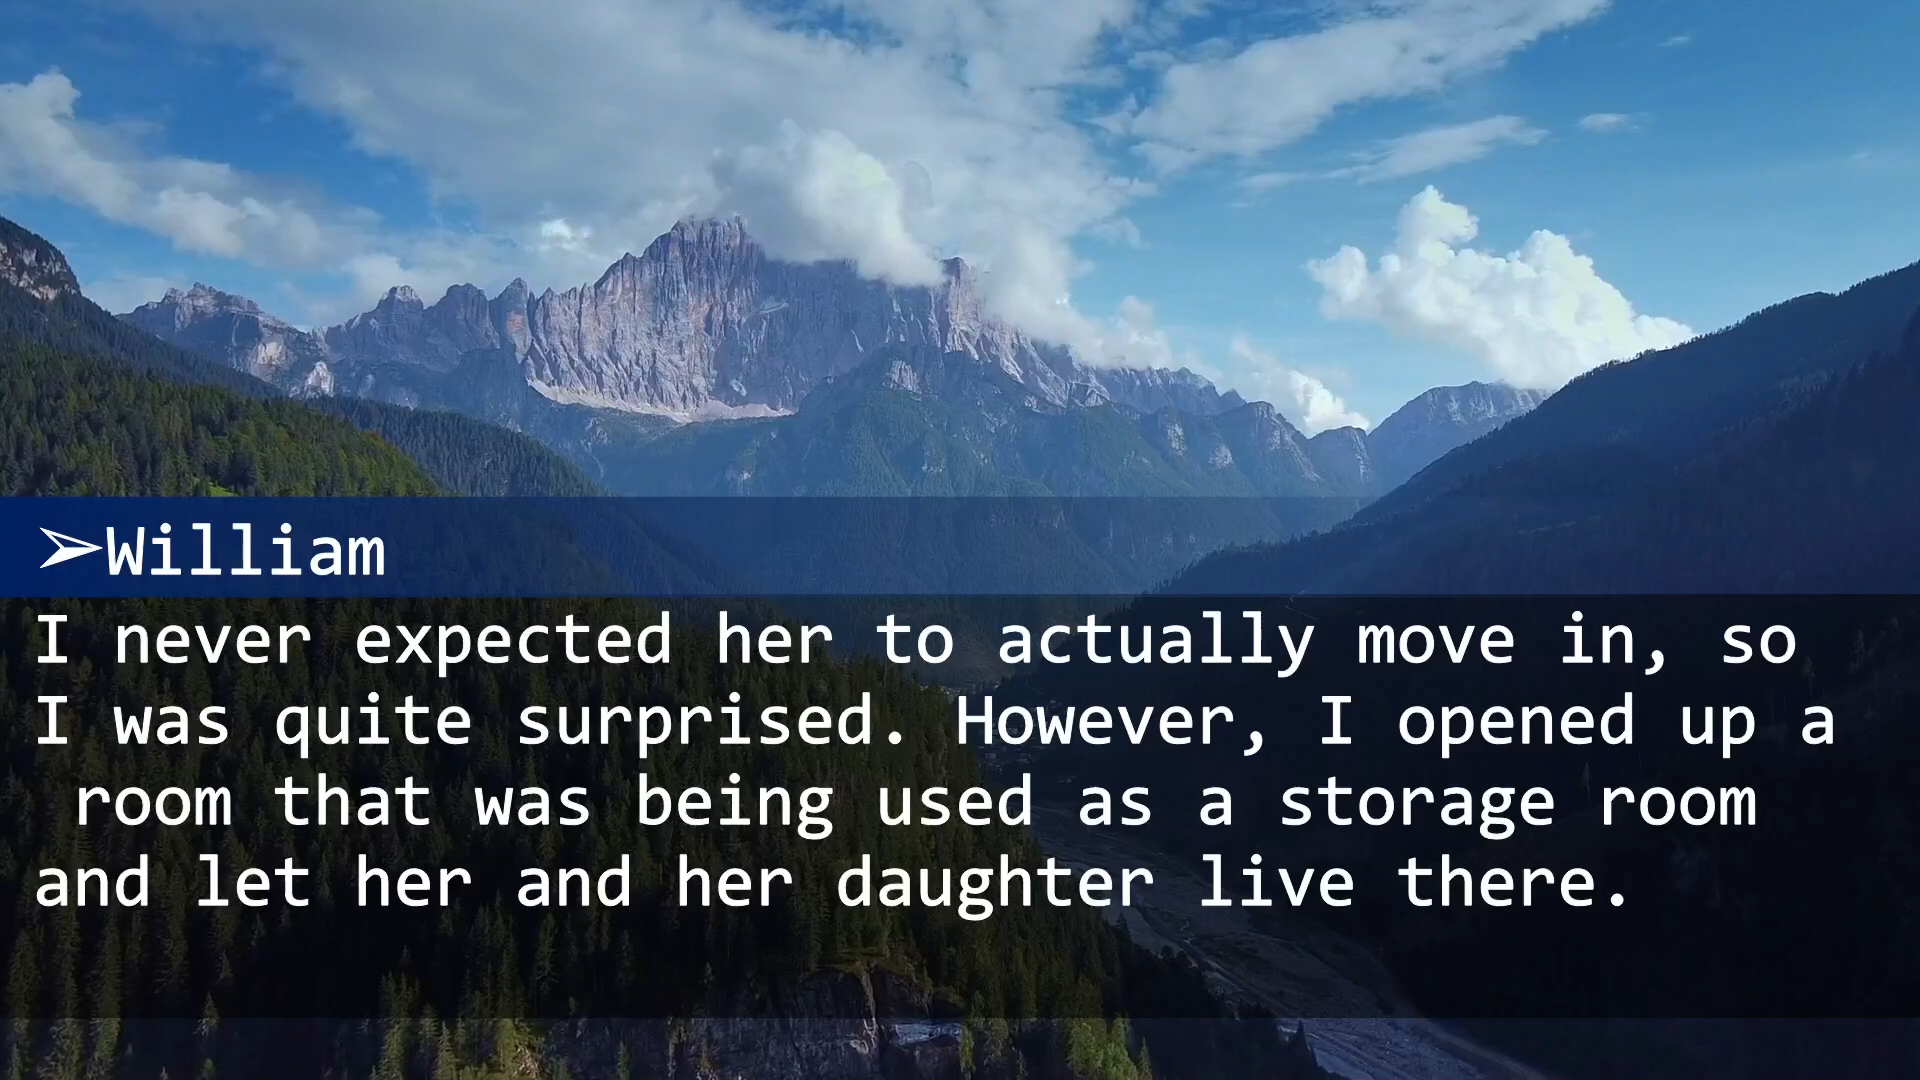 ➢William
I never expected her to actually move in, so
I was quite surprised. However, I opened up a
room that was being used as a storage room
and let her and her daughter live there.